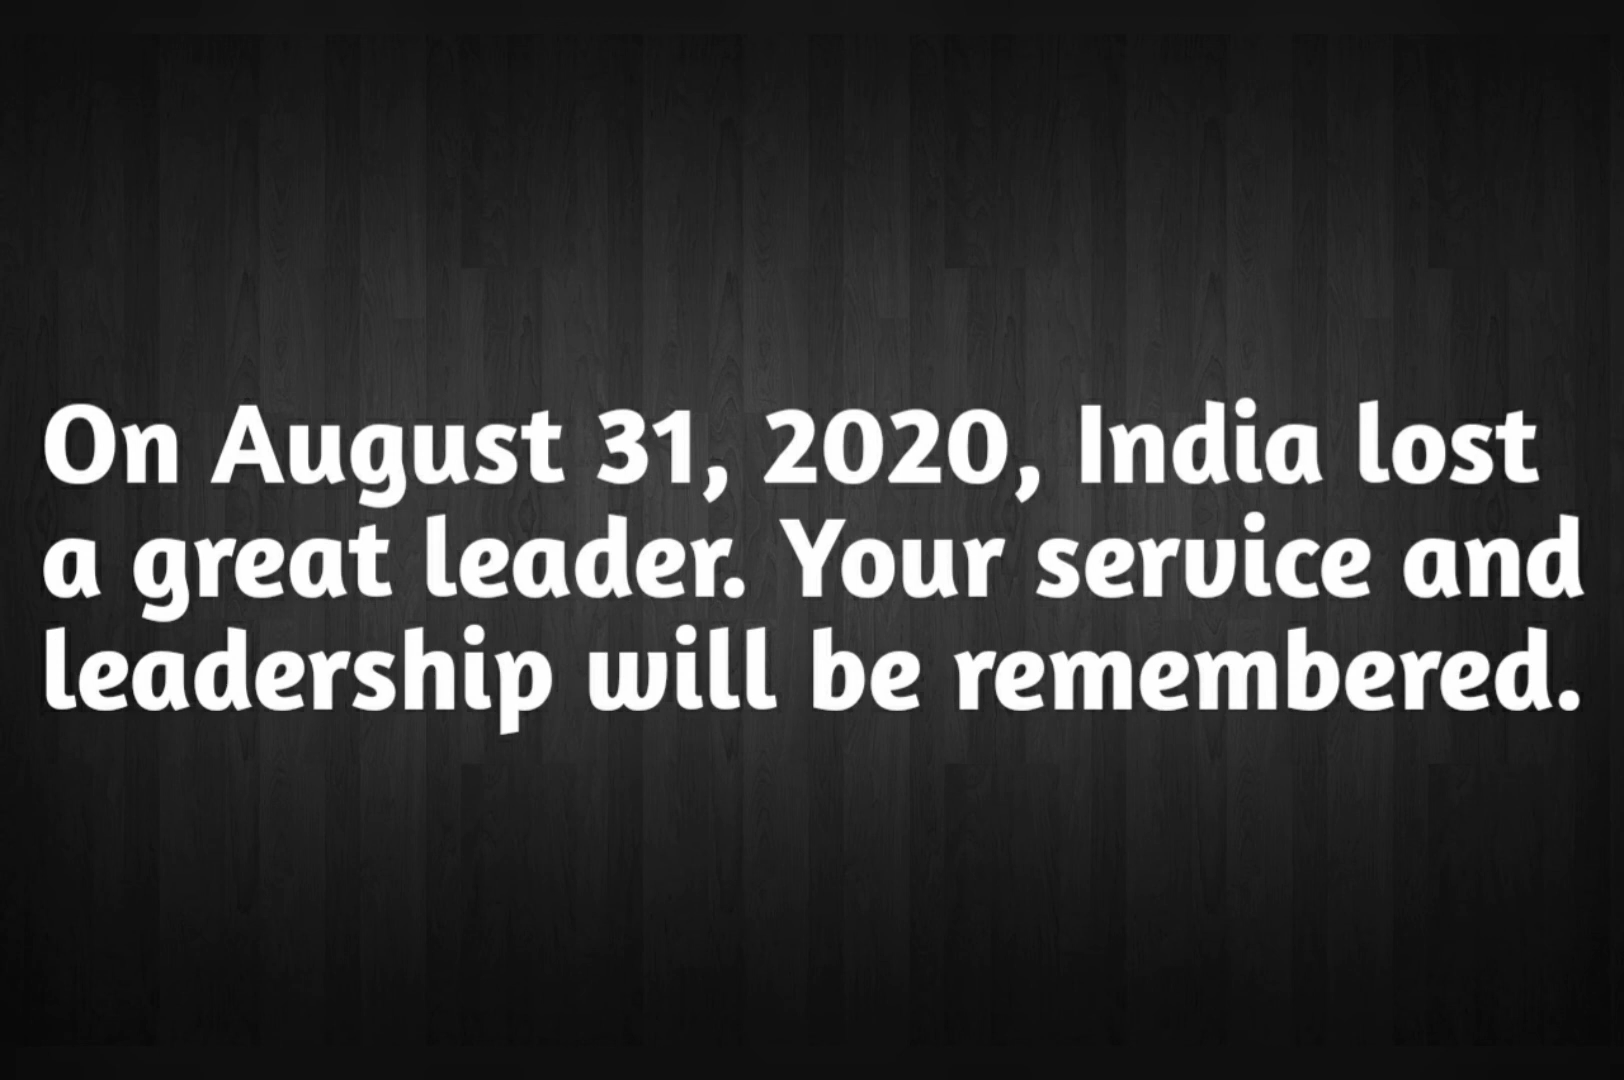 On August 31, 2020, India lost
a great leader. Your service and
leadership will be remembered.